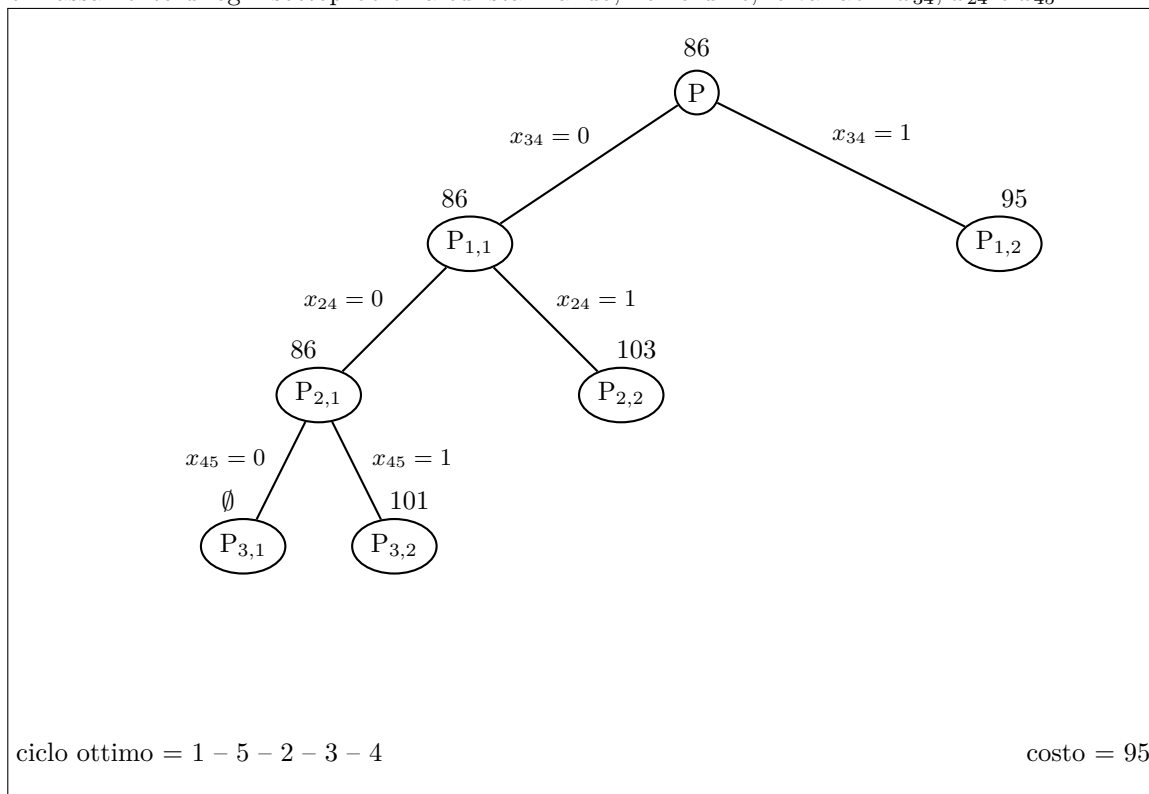 86
P
x₃₄ = 0
x₃₄ = 1
86
95
P₁,₁
P₁,₂
x₂₄ = 0
x₂₄ = 1
86
103
P₂,₁
P₂,₂
x₄₅ = 0
x₄₅ = 1
∅
101
P₃,₁
P₃,₂
ciclo ottimo = 1 – 5 – 2 – 3 – 4
costo = 95